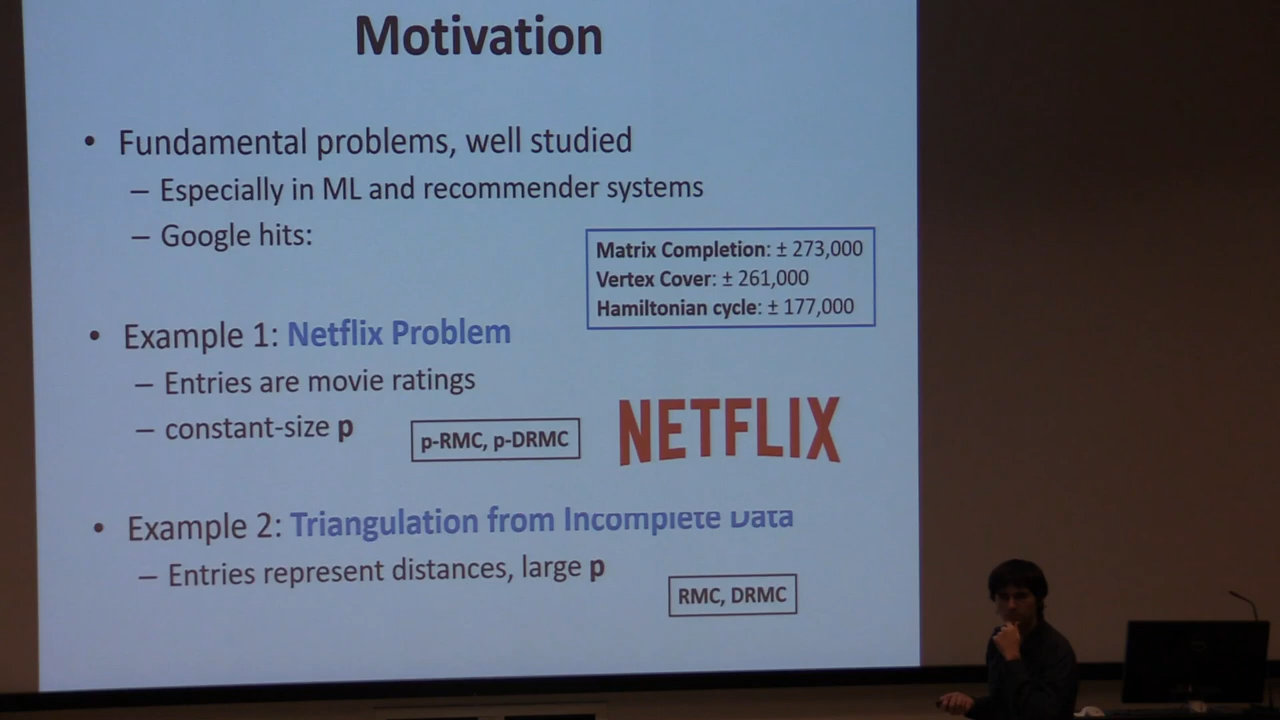 Motivation
• Fundamental problems, well studied
– Especially in ML and recommender systems
– Google hits:
Matrix Completion: ± 273,000
Vertex Cover: ± 261,000
Hamiltonian cycle: ± 177,000
• Example 1: Netflix Problem
– Entries are movie ratings
– constant-size p
p-RMC, p-DRMC
NETFLIX
• Example 2: Triangulation from Incomplete Data
– Entries represent distances, large p
RMC, DRMC